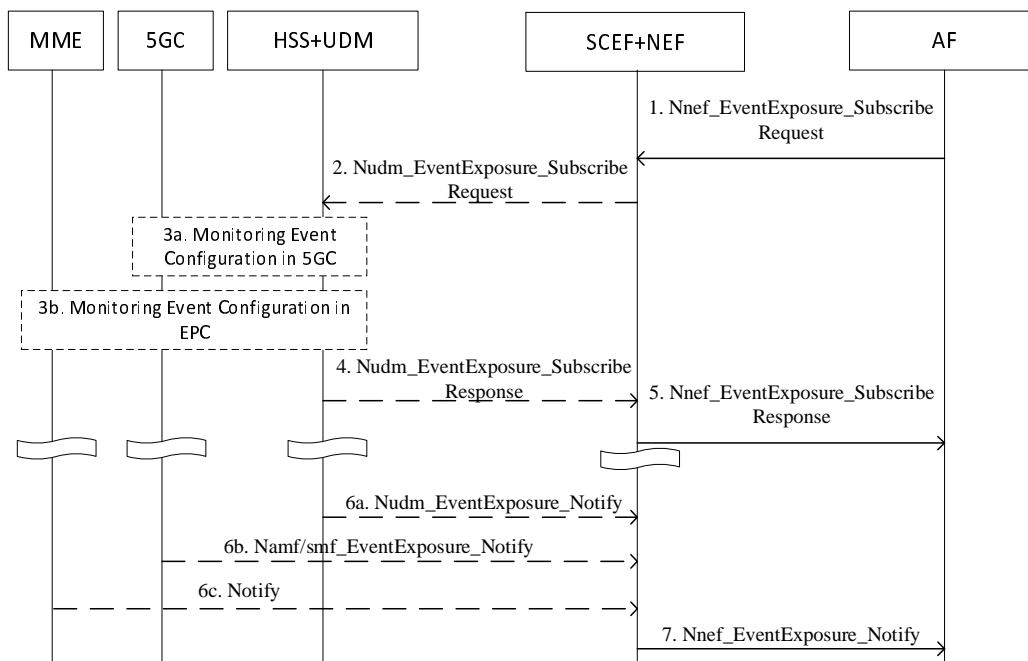 MME
5GC
HSS+UDM
SCEF+NEF
AF
1. Nnef_EventExposure_Subscribe
Request
2. Nudm_EventExposure_Subscribe
Request
3a. Monitoring Event
Configuration in 5GC
3b. Monitoring Event Configuration in
EPC
4. Nudm_EventExposure_Subscribe
Response
5. Nnef_EventExposure_Subscribe
Response
6a. Nudm_EventExposure_Notify
6b. Namf/smf_EventExposure_Notify
6c. Notify
7. Nnef_EventExposure_Notify